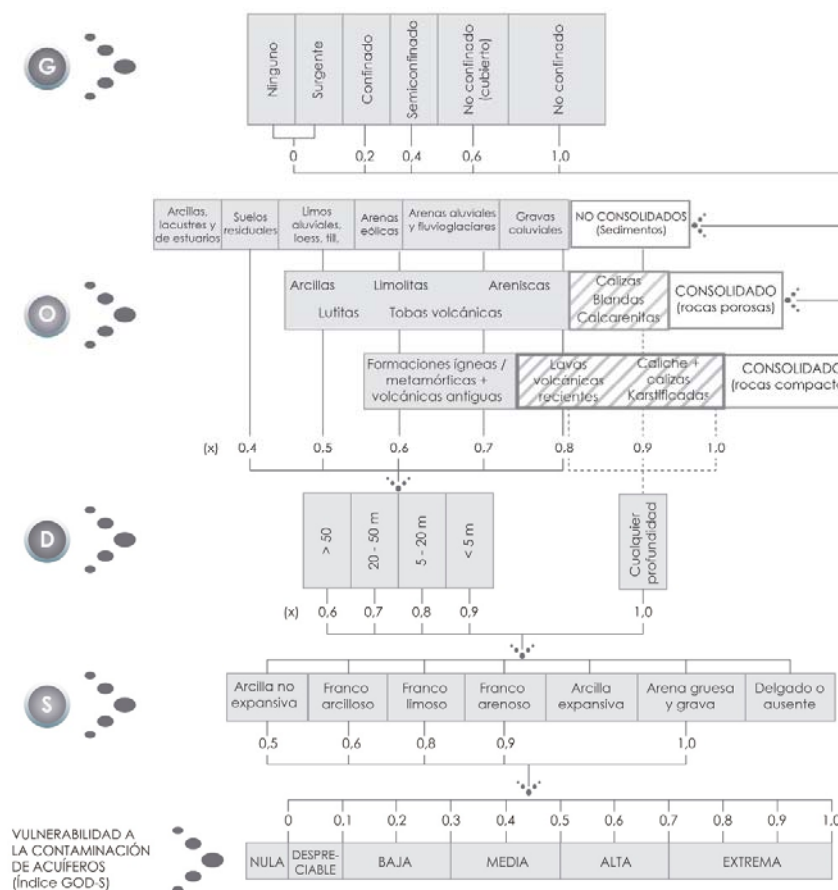 G
Ninguno
Surgente
Confinado
Semiconfinado
No confinado
(cubierto)
No confinado
0
0,2
0,4
0,6
1,0
O
Arcillas,
lacustres y
de estuarios
Suelos
residuales
Limos
aluviales,
loess, till,
Arenas
eólicas
Arenas aluviales
y fluvioglaciares
Gravas
coluviales
NO CONSOLIDADOS
(Sedimentos)
Arcillas
Limolitas
Areniscas
Lutitas
Tobas volcánicas
Calizas
Blandas
Calcarenitas
CONSOLIDADO
(rocas porosas)
Formaciones ígneas /
metamórficas +
volcánicas antiguas
Lavas
volcánicas
recientes
Caliche +
calizas
Karstificadas
CONSOLIDADO
(rocas compacta
(x)
0,4
0,5
0,6
0,7
0,8
0,9
1,0
D
> 50
20 - 50 m
5 - 20 m
< 5 m
Cualquier
profundidad
(x)
0,6
0,7
0,8
0,9
1,0
S
Arcilla no
expansiva
Franco
arcilloso
Franco
limoso
Franco
arenoso
Arcilla
expansiva
Arena gruesa
y grava
Delgado o
ausente
0,5
0,6
0,8
0,9
1,0
VULNERABILIDAD A
LA CONTAMINACIÓN
DE ACUÍFEROS
(Índice GOD-S)
0
0,1
0,2
0,3
0,4
0,5
0,6
0,7
0,8
0,9
1,0
NULA
DESPRE-
CIABLE
BAJA
MEDIA
ALTA
EXTREMA